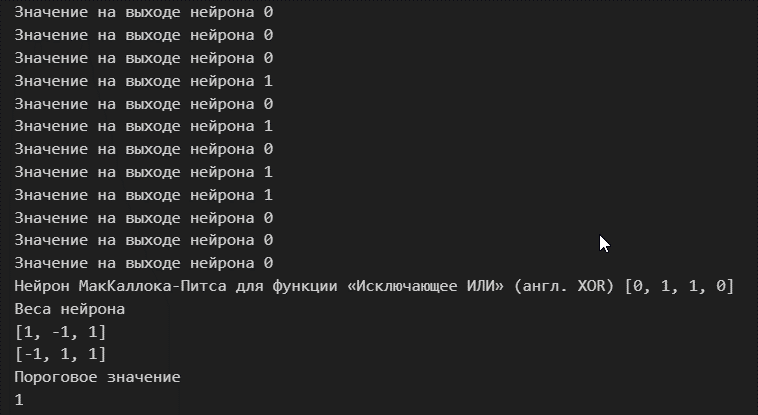 Значение на выходе нейрона 0
Значение на выходе нейрона 0
Значение на выходе нейрона 0
Значение на выходе нейрона 1
Значение на выходе нейрона 0
Значение на выходе нейрона 1
Значение на выходе нейрона 0
Значение на выходе нейрона 1
Значение на выходе нейрона 1
Значение на выходе нейрона 0
Значение на выходе нейрона 0
Значение на выходе нейрона 0
Нейрон МакКаллока-Питса для функции «Исключающее ИЛИ» (англ. XOR) [0, 1, 1, 0]
Веса нейрона
[1, -1, 1]
[-1, 1, 1]
Пороговое значение
1